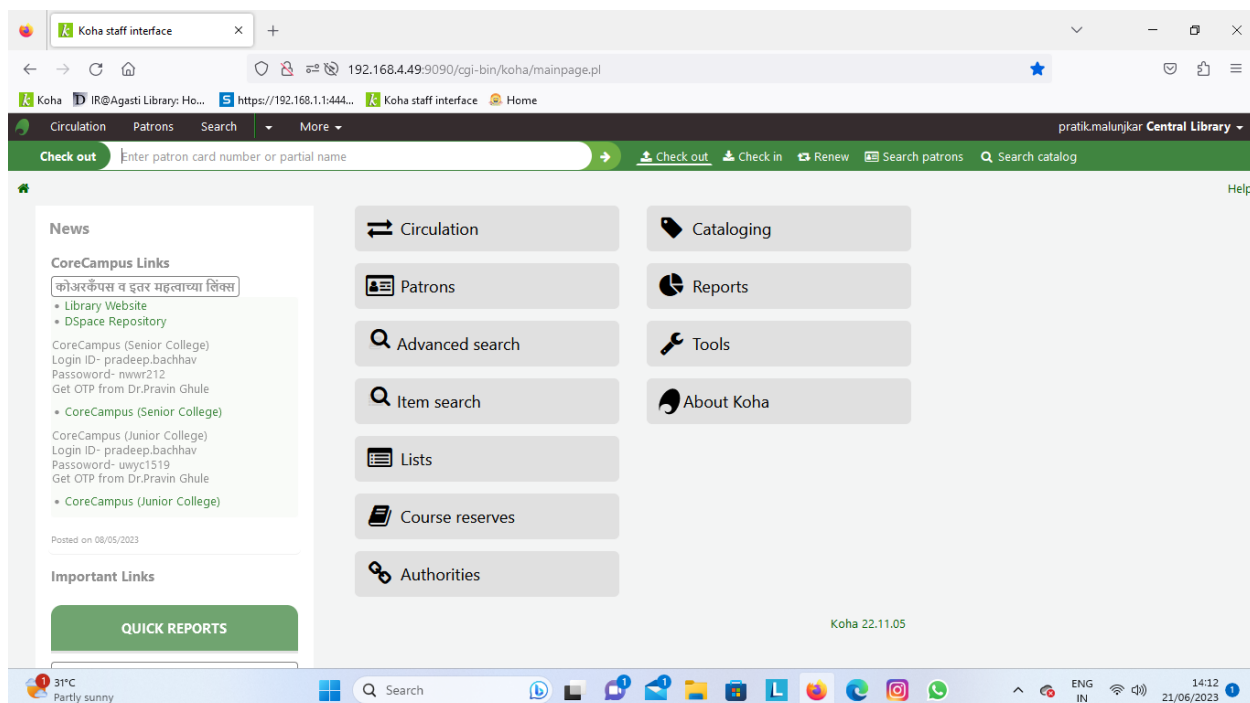 Koha staff interface
192.168.4.49:9090/cgi-bin/koha/mainpage.pl
Koha IR@Agasti Library: Ho... https://192.168.1.1:444... Koha staff interface Home
Circulation Patrons Search More pratik.malunjkar Central Library
Check out Enter patron card number or partial name Check out Check in Renew Search patrons Search catalog
Help
News
CoreCampus Links
कोअरकॅंपस व इतर महत्वाच्या लिंक्स
Library Website
DSpace Repository
CoreCampus (Senior College)
Login ID- pradeep.bachhav
Passoword- nwwr212
Get OTP from Dr.Pravin Ghule
CoreCampus (Senior College)
CoreCampus (Junior College)
Login ID- pradeep.bachhav
Passoword- uwyc1519
Get OTP from Dr.Pravin Ghule
CoreCampus (Junior College)
Posted on 08/05/2023
Important Links
QUICK REPORTS
Circulation
Patrons
Advanced search
Item search
Lists
Course reserves
Authorities
Cataloging
Reports
Tools
About Koha
Koha 22.11.05
1
31°C
Partly sunny
Search
1
1
ENG
IN
14:12
21/06/2023
1